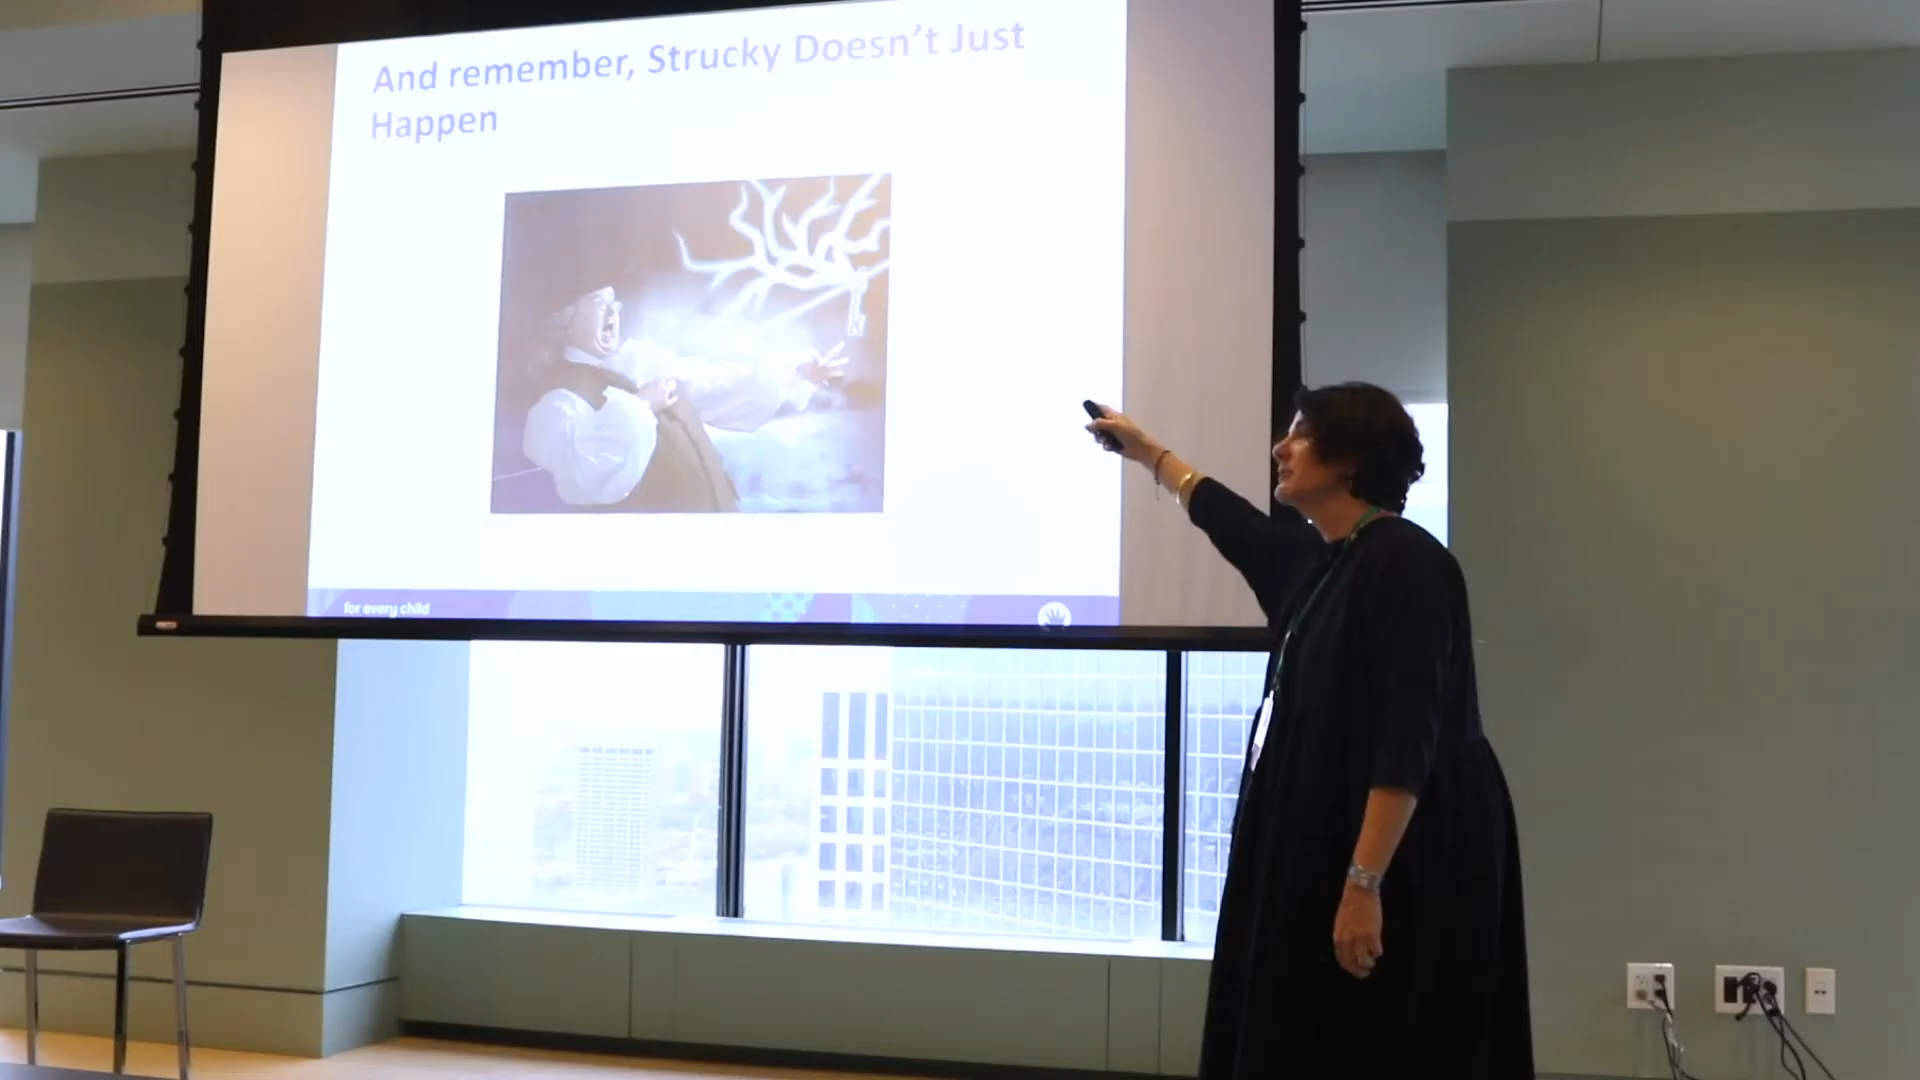 And remember, Strucky Doesn't Just
Happen
for every child